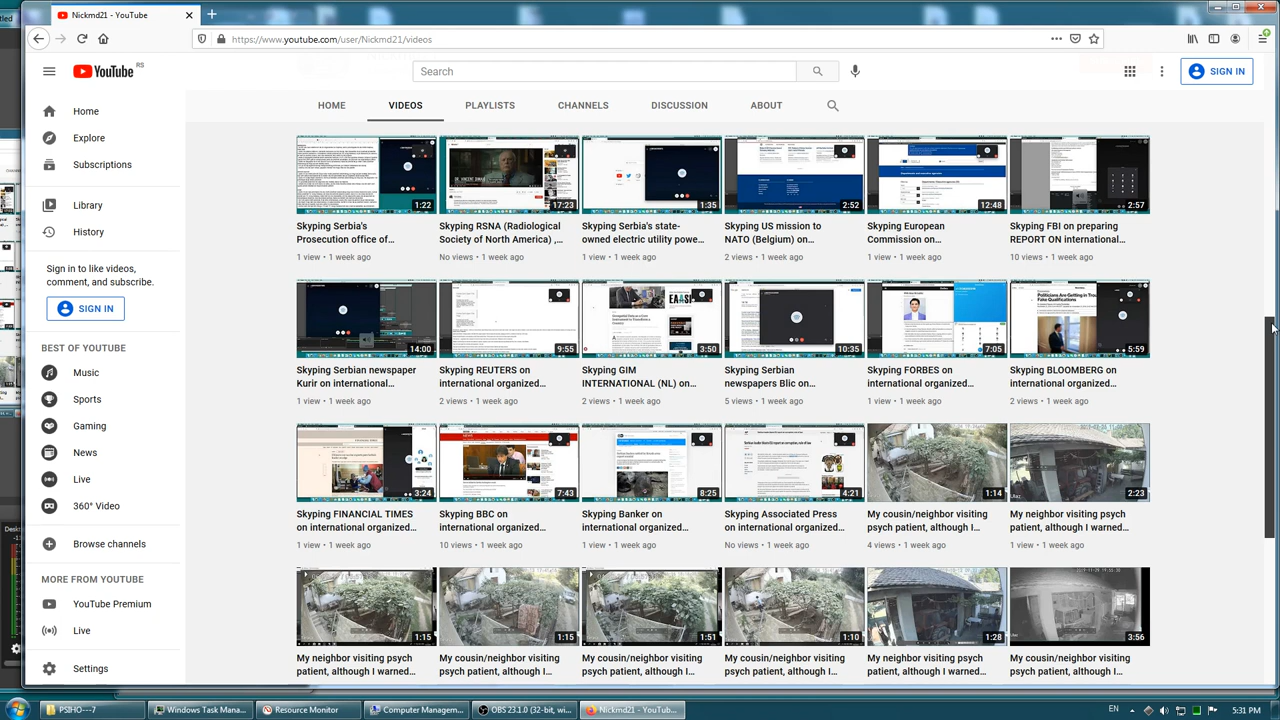 Nickmd21 - YouTube
https://www.youtube.com/user/Nickmd21/videos
YouTube RS
Search
SIGN IN
HOME VIDEOS PLAYLISTS CHANNELS DISCUSSION ABOUT
Home
Explore
Subscriptions
Library
History
Sign in to like videos,
comment, and subscribe.
SIGN IN
BEST OF YOUTUBE
Music
Sports
Gaming
News
Live
360° Video
Browse channels
MORE FROM YOUTUBE
YouTube Premium
Live
Settings
1:22
Skyping Serbia's
Prosecution office of...
1 view • 1 week ago
17:23
Skyping RSNA (Radiological
Society of North America) ,...
No views • 1 week ago
1:35
Skyping Serbia's state-
owned electric utility powe...
1 view • 1 week ago
2:52
Skyping US mission to
NATO (Belgium) on...
2 views • 1 week ago
12:48
Skyping European
Commission on...
1 view • 1 week ago
2:57
Skyping FBI on preparing
REPORT ON international...
10 views • 1 week ago
14:00
Skyping Serbian newspaper
Kurir on international...
1 view • 1 week ago
9:55
Skyping REUTERS on
international organized...
2 views • 1 week ago
3:50
Skyping GIM
INTERNATIONAL (NL) on...
2 views • 1 week ago
10:35
Skyping Serbian
newspapers Blic on...
5 views • 1 week ago
7:05
Skyping FORBES on
international organized...
1 view • 1 week ago
Politicians Are Getting in Trou
Fake Qualifications
5:59
Skyping BLOOMBERG on
international organized...
2 views • 1 week ago
3:24
Skyping FINANCIAL TIMES
on international organized...
1 view • 1 week ago
NEWS
7:43
Skyping BBC on
international organized...
10 views • 1 week ago
8:25
Skyping Banker on
international organized...
1 view • 1 week ago
4:21
Skyping Associated Press
on international organized...
No views • 1 week ago
1:14
My cousin/neighbor visiting
psych patient, although I...
4 views • 1 week ago
2:23
My neighbor visiting psych
patient, although I warned...
1 view • 1 week ago
1:15
My neighbor visiting psych
patient, although I warned...
1:15
My cousin/neighbor visiting
psych patient, although I...
1:51
My cousin/neighbor visiting
psych patient, although I...
1:10
My cousin/neighbor visiting
psych patient, although I...
1:28
My neighbor visiting psych
patient, although I warned...
3:56
My cousin/neighbor visiting
psych patient, although I...
PSIHO---7
Windows Task Mana...
Resource Monitor
Computer Managem...
OBS 23.1.0 (32-bit, wi...
Nickmd21 - YouTub...
EN
5:31 PM